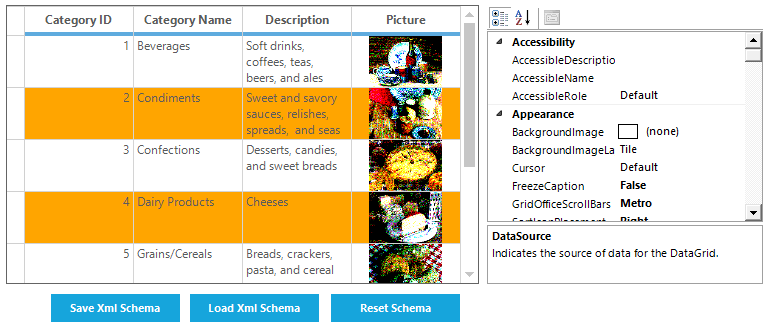 Category ID Category Name Description Picture
1 Beverages Soft drinks,
coffees, teas,
beers, and ales
2 Condiments Sweet and savory
sauces, relishes,
spreads, and seas
3 Confections Desserts, candies,
and sweet breads
4 Dairy Products Cheeses
5 Grains/Cereals Breads, crackers,
pasta, and cereal
Save Xml Schema Load Xml Schema Reset Schema
A
Z
Accessibility
AccessibleDescriptio
AccessibleName
AccessibleRole Default
Appearance
BackgroundImage (none)
BackgroundImageLa Tile
Cursor Default
FreezeCaption False
GridOfficeScrollBars Metro
SortIconPlacement Right
DataSource
Indicates the source of data for the DataGrid.